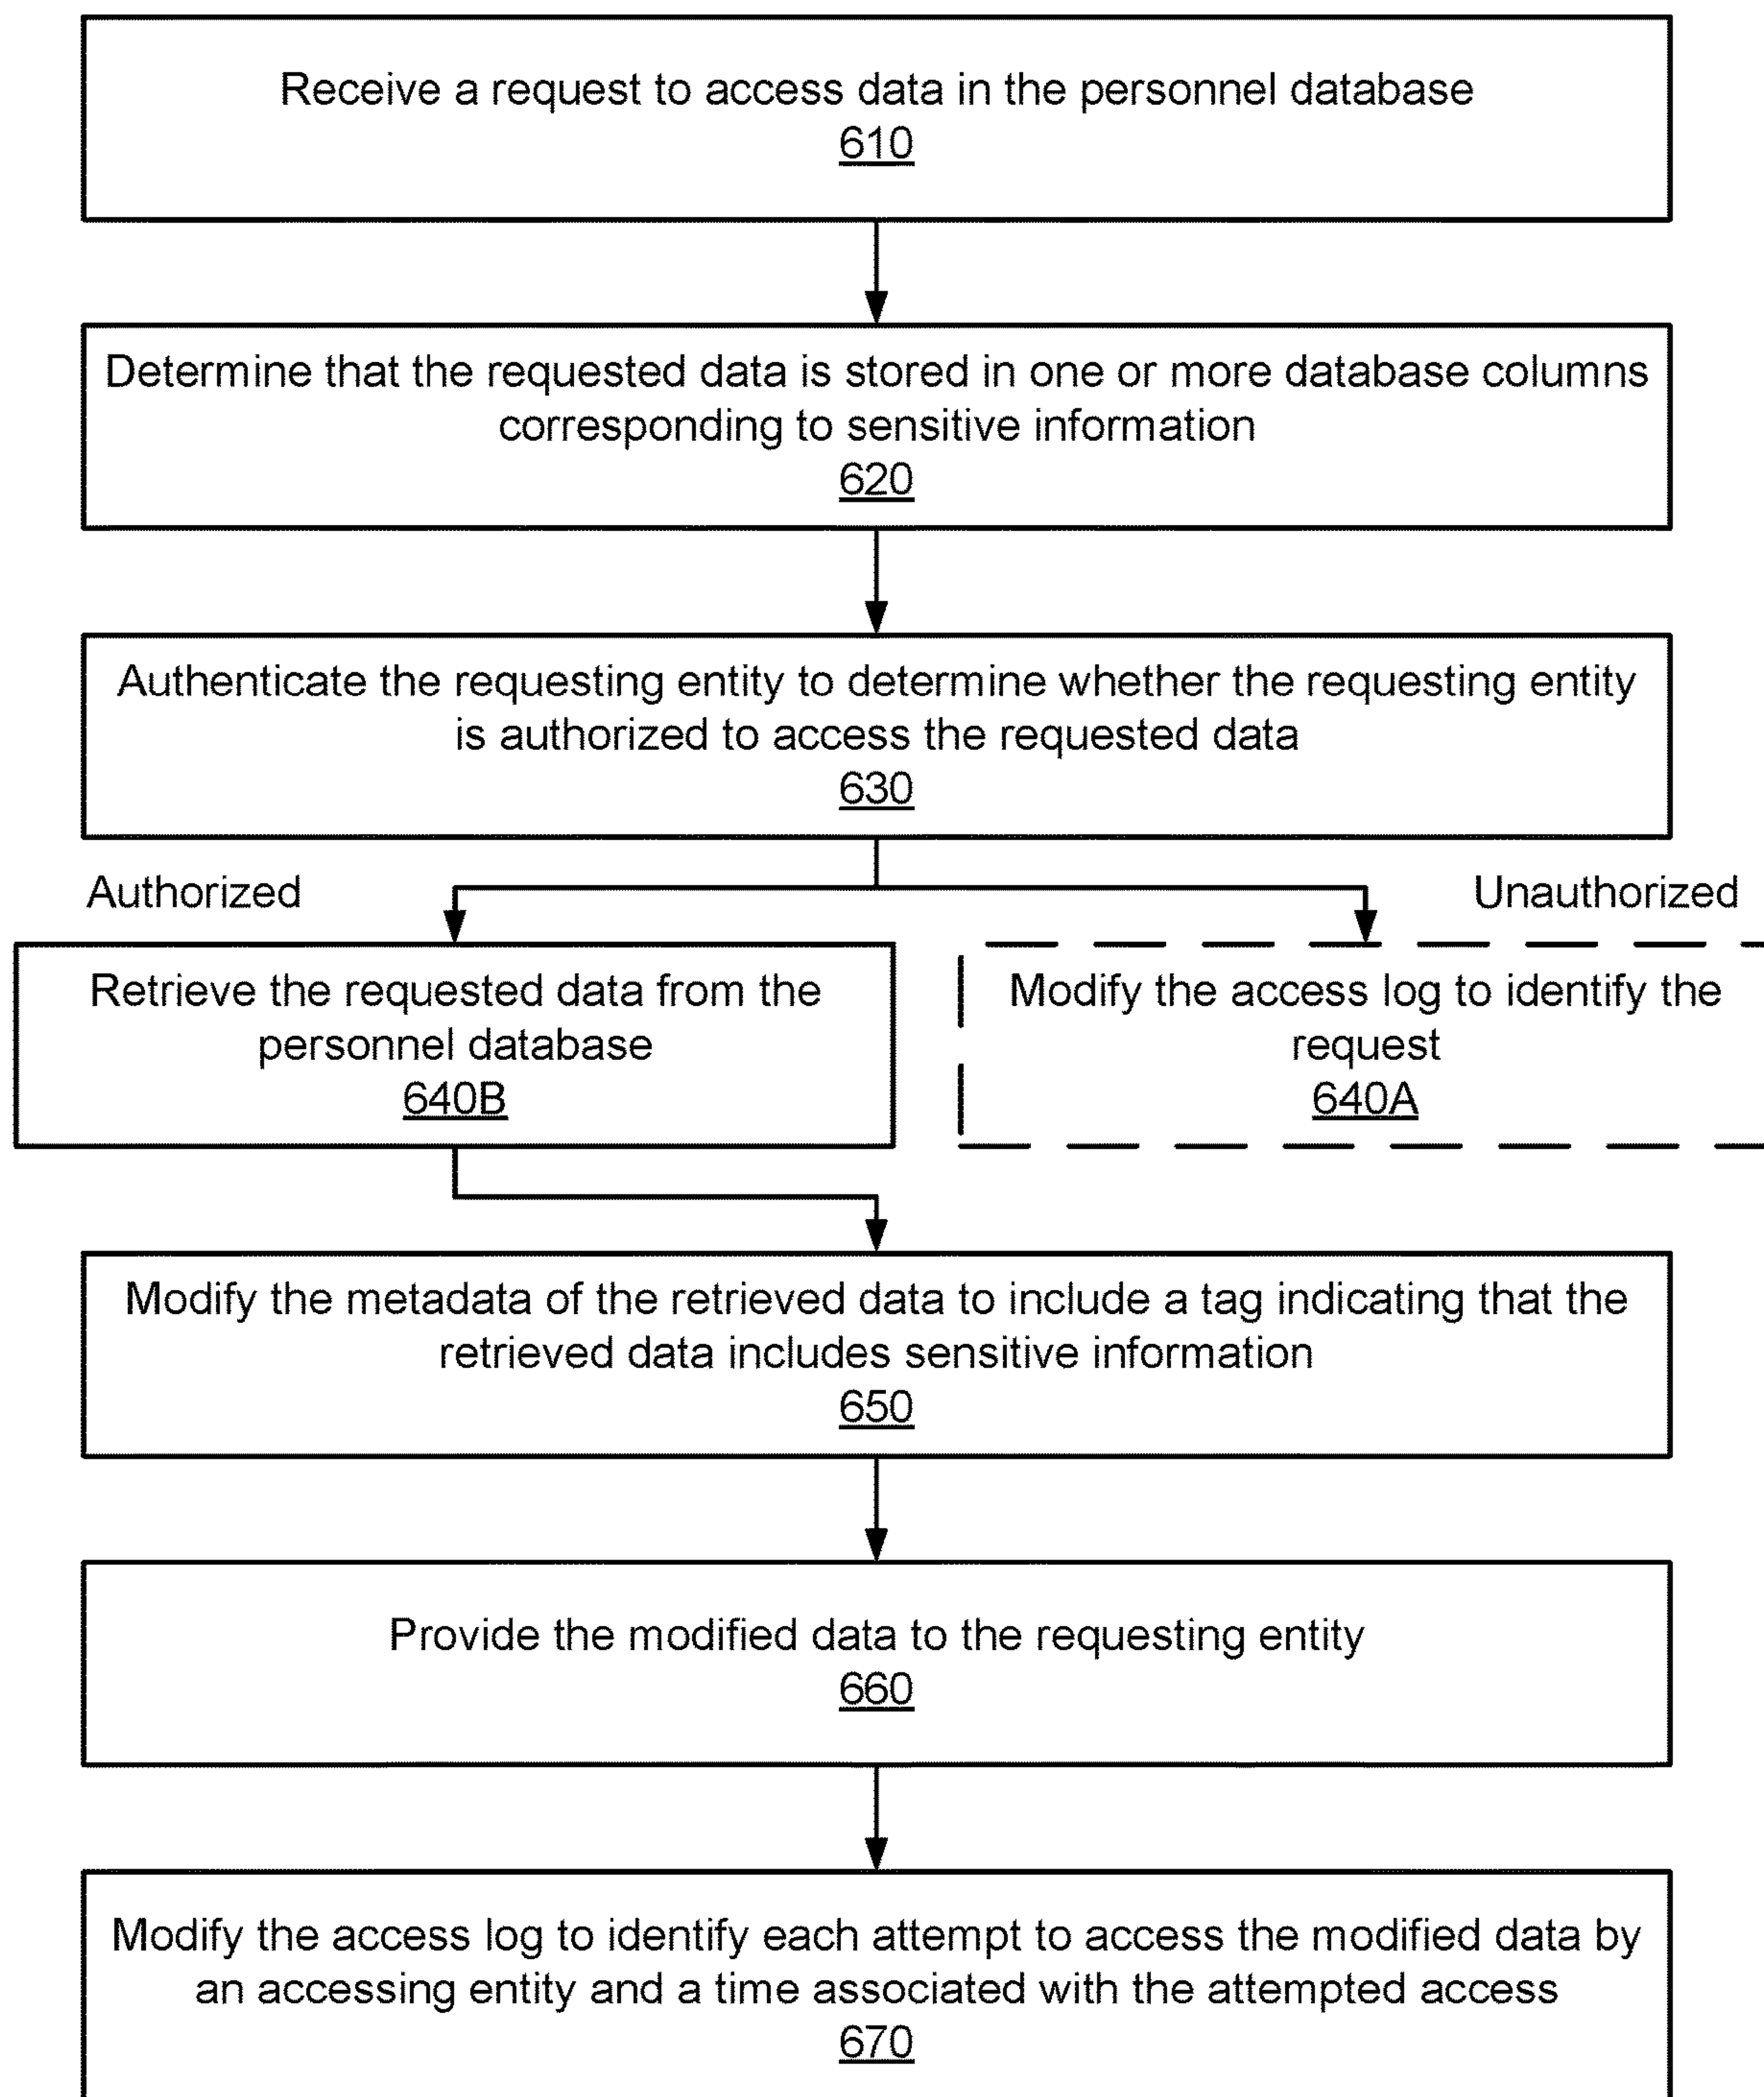 Receive a request to access data in the personnel database
610
Determine that the requested data is stored in one or more database columns
corresponding to sensitive information
620
Authenticate the requesting entity to determine whether the requesting entity
is authorized to access the requested data
630
Authorized
Unauthorized
Retrieve the requested data from the
personnel database
640B
Modify the access log to identify the
request
640A
Modify the metadata of the retrieved data to include a tag indicating that the
retrieved data includes sensitive information
650
Provide the modified data to the requesting entity
660
Modify the access log to identify each attempt to access the modified data by
an accessing entity and a time associated with the attempted access
670